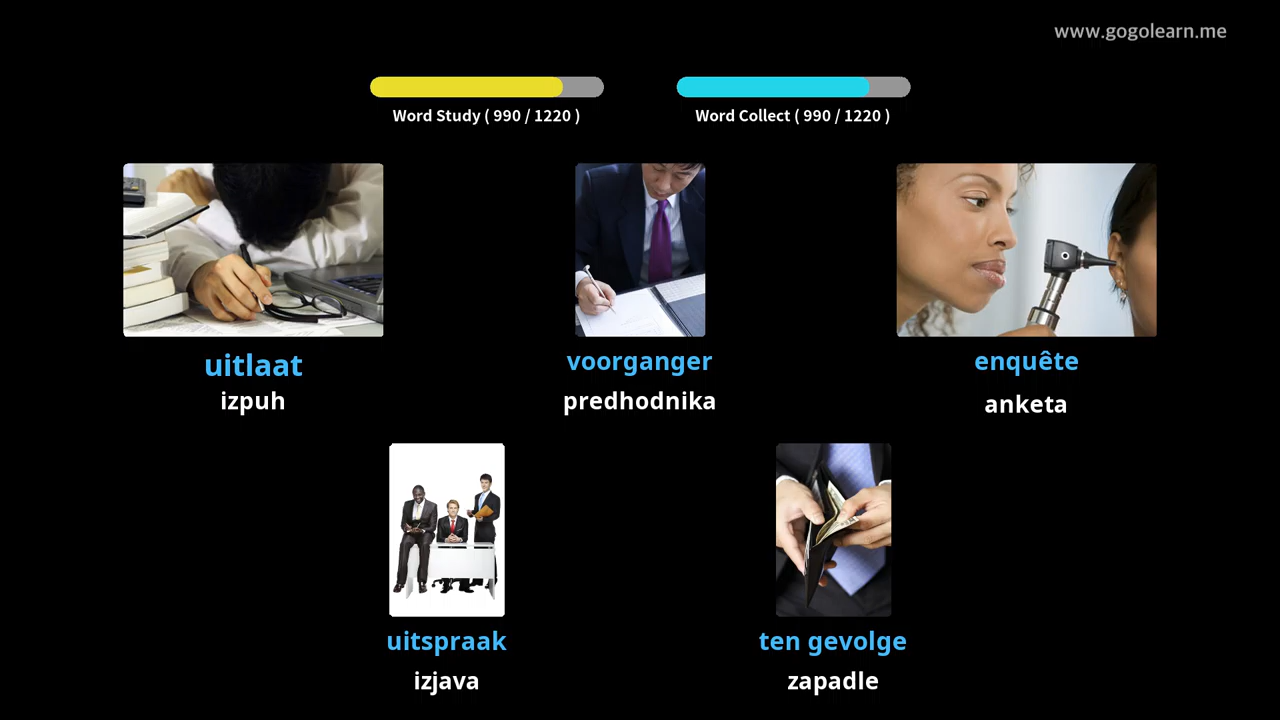 www.gogolearn.me
Word Study ( 990 / 1220 )
Word Collect ( 990 / 1220 )
uitlaat
izpuh
voorganger
predhodnika
enquête
anketa
uitspraak
izjava
ten gevolge
zapadle